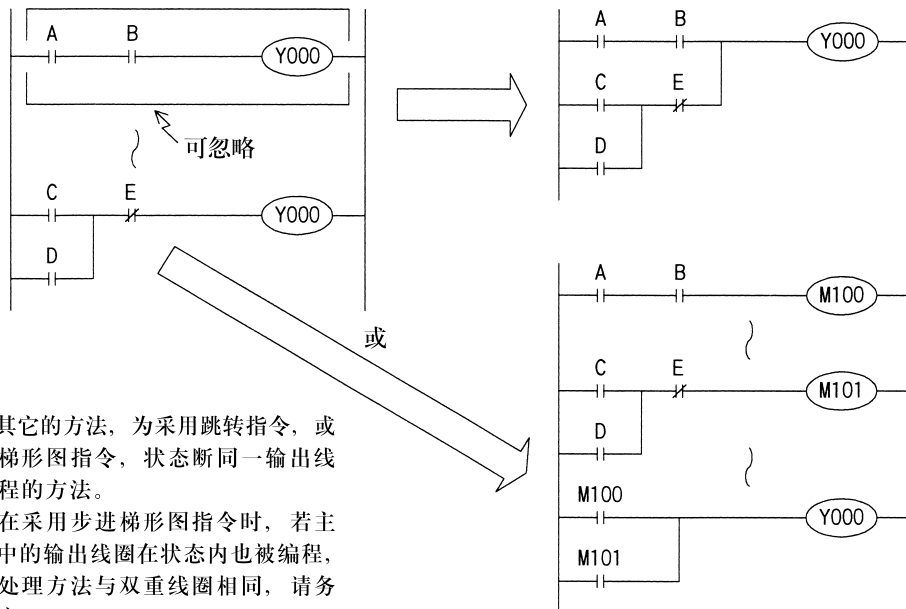 A B
Y000
可忽略
C E
Y000
D
A B
Y000
C E
D
或
A B
M100
C E
M101
D
M100
Y000
M101
其它的方法，为采用跳转指令，或
梯形图指令，状态断同一输出线
程的方法。
在采用步进梯形图指令时，若主
中的输出线圈在状态内也被编程，
处理方法与双重线圈相同，请务